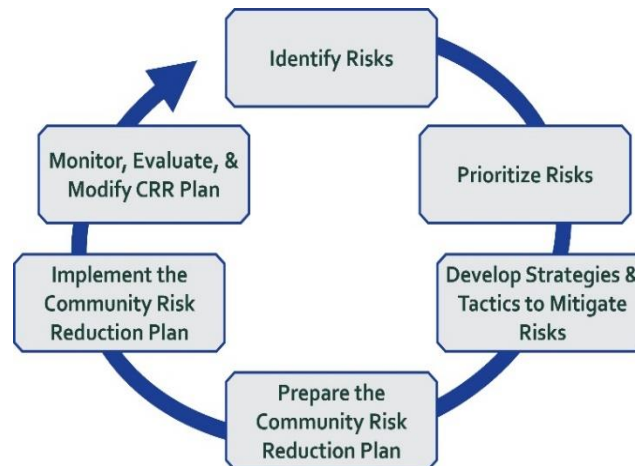 Identify Risks
Prioritize Risks
Develop Strategies &
Tactics to Mitigate
Risks
Prepare the
Community Risk
Reduction Plan
Implement the
Community Risk
Reduction Plan
Monitor, Evaluate, &
Modify CRR Plan